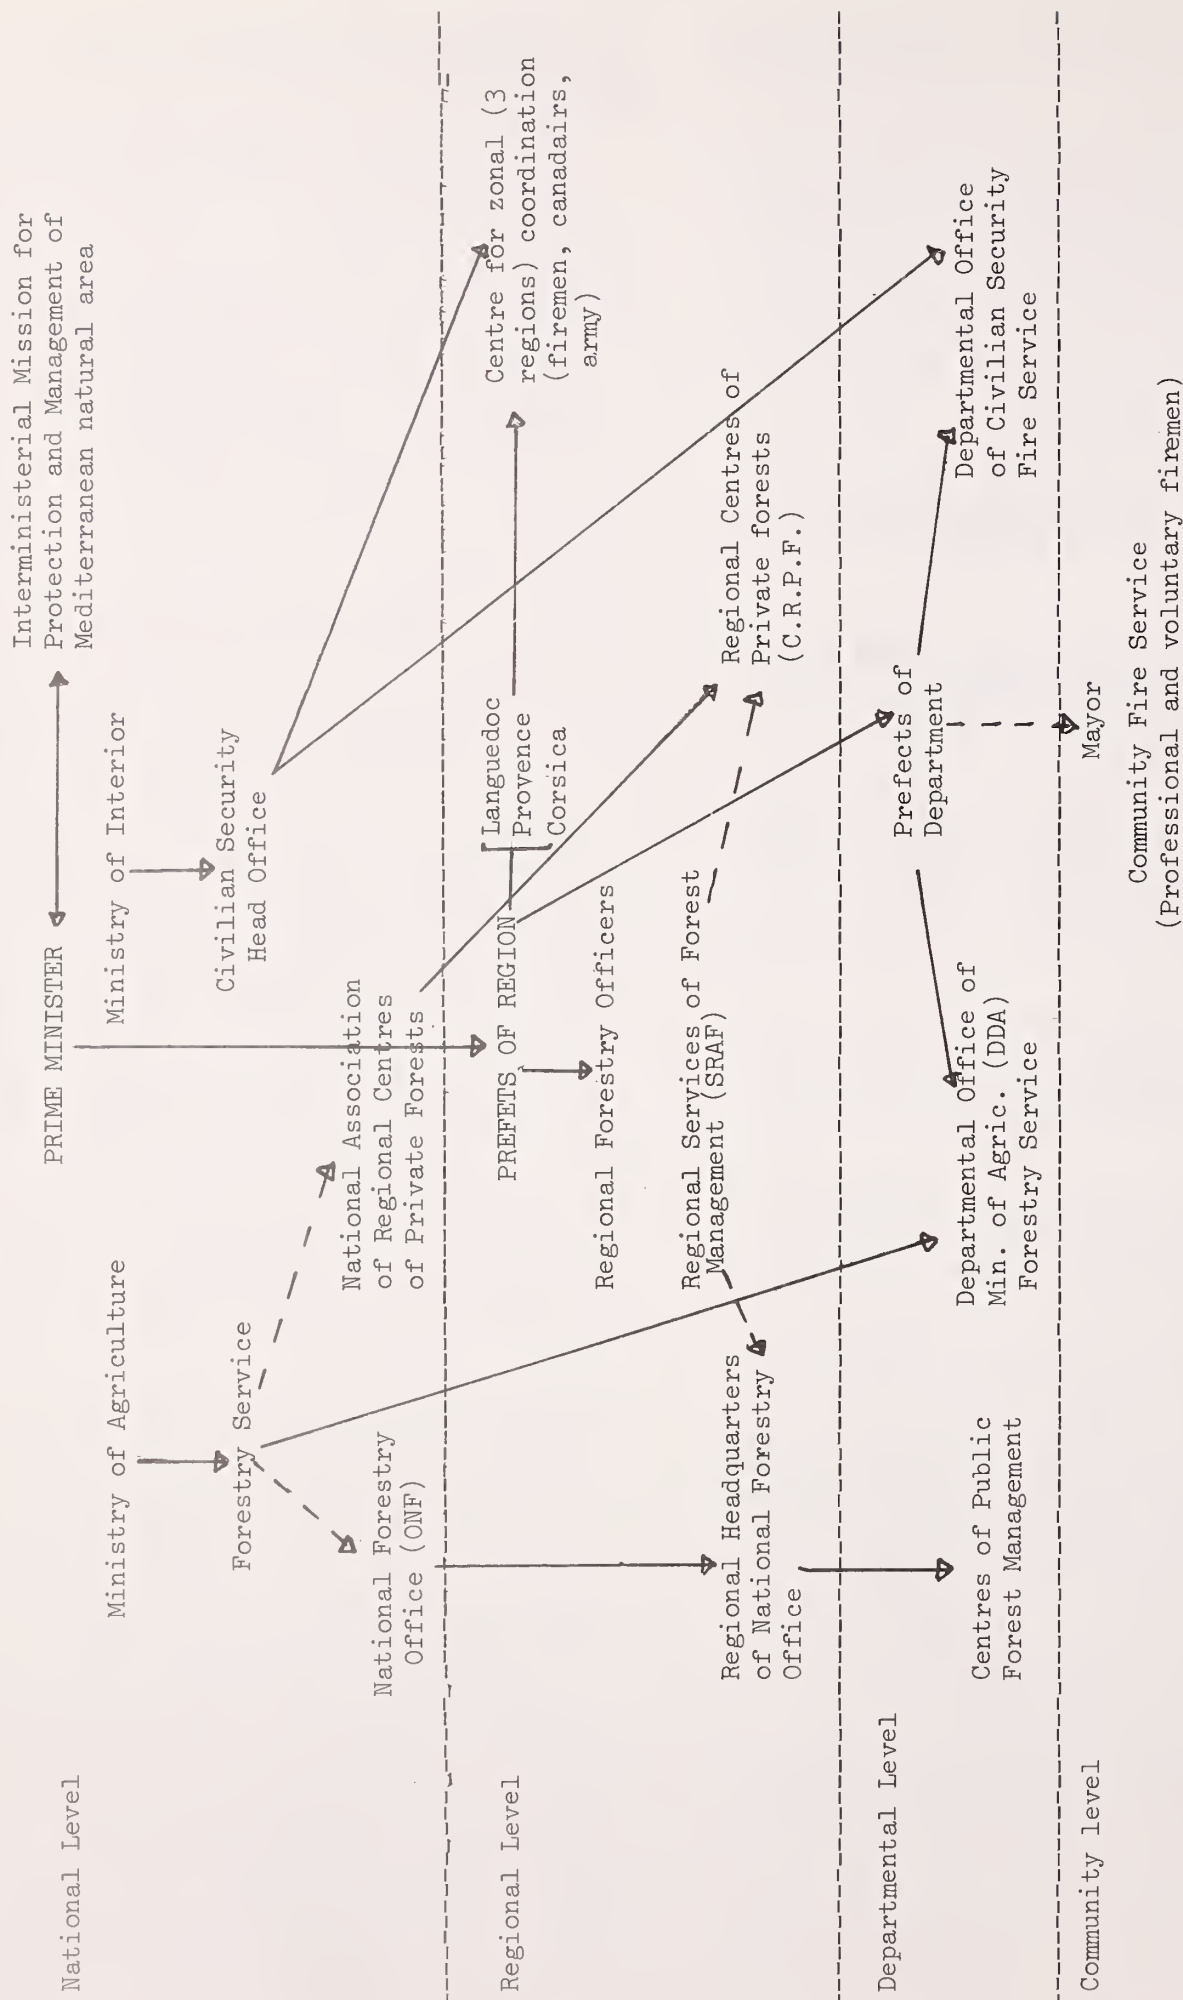 National Level
PRIME MINISTER
Interministerial Mission for
Protection and Management of
Mediterranean natural area
Ministry of Agriculture
Ministry of Interior
Forestry Service
Civilian Security
Head Office
National Forestry
Office (ONF)
National Association
of Regional Centres
of Private Forests
Regional Level
PREFETS OF REGION
Languedoc
Provence
Corsica
Centre for zonal (3
regions) coordination
(firemen, canadairs,
army)
Regional Forestry Officers
Regional Services of Forest
Management (SRAF)
Regional Headquarters
of National Forestry
Office
Regional Centres of
Private forests
(C.R.P.F.)
Departmental Level
Prefects of
Department
Centres of Public
Forest Management
Departmental Office of
Min. of Agric. (DDA)
Forestry Service
Departmental Office
of Civilian Security
Fire Service
Community level
Mayor
Community Fire Service
(Professional and voluntary firemen)